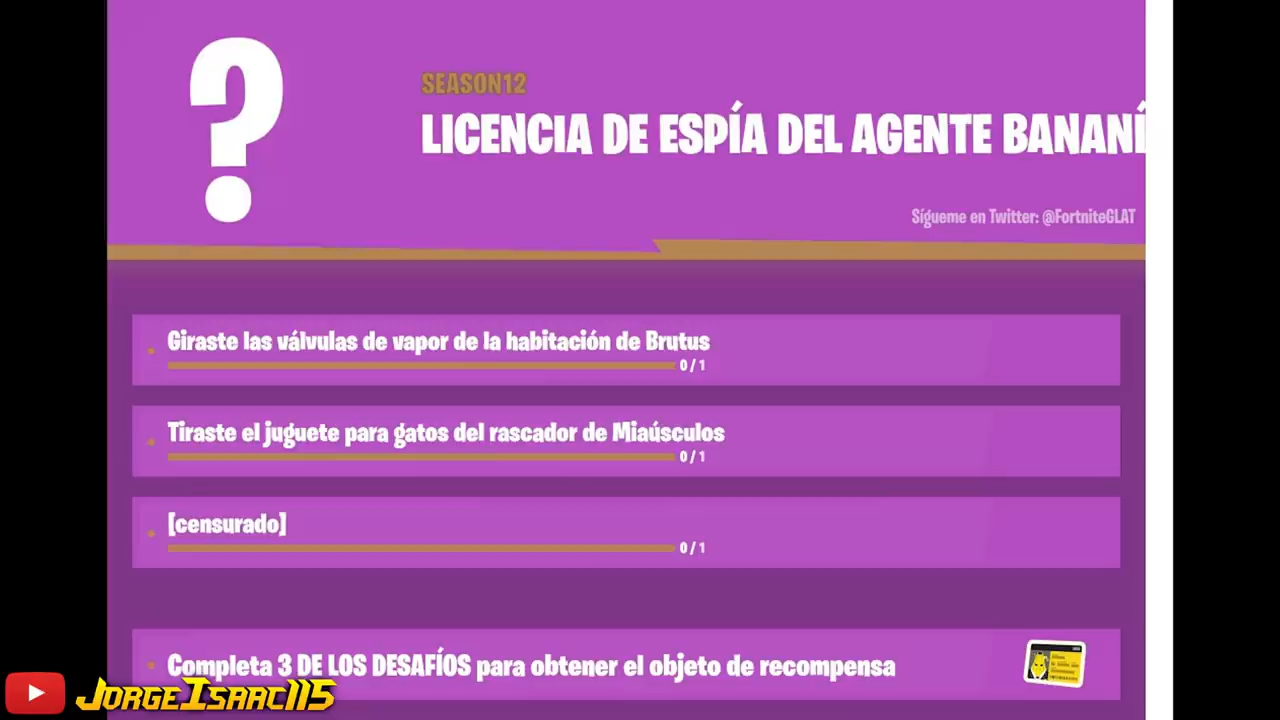 ?
SEASON12
LICENCIA DE ESPÍA DEL AGENTE BANANÍ
Sígueme en Twitter: @FortniteGLAT
Giraste las válvulas de vapor de la habitación de Brutus
0 / 1
Tiraste el juguete para gatos del rascador de Miaúsculos
0 / 1
[censurado]
0 / 1
Completa 3 DE LOS DESAFÍOS para obtener el objeto de recompensa
JORGEISAAC115